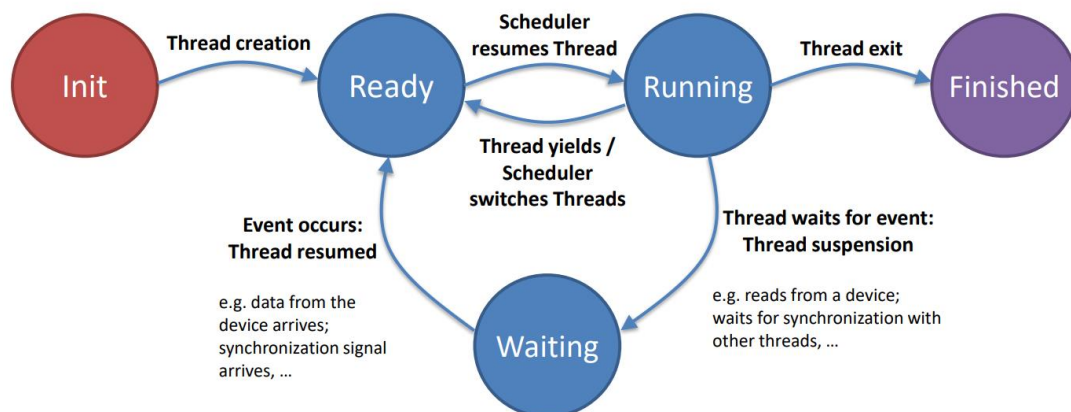 Init
Thread creation
Ready
Scheduler
resumes Thread
Running
Thread exit
Finished
Thread yields /
Scheduler
switches Threads
Event occurs:
Thread resumed
e.g. data from the
device arrives;
synchronization signal
arrives, …
Waiting
Thread waits for event:
Thread suspension
e.g. reads from a device;
waits for synchronization with
other threads, …